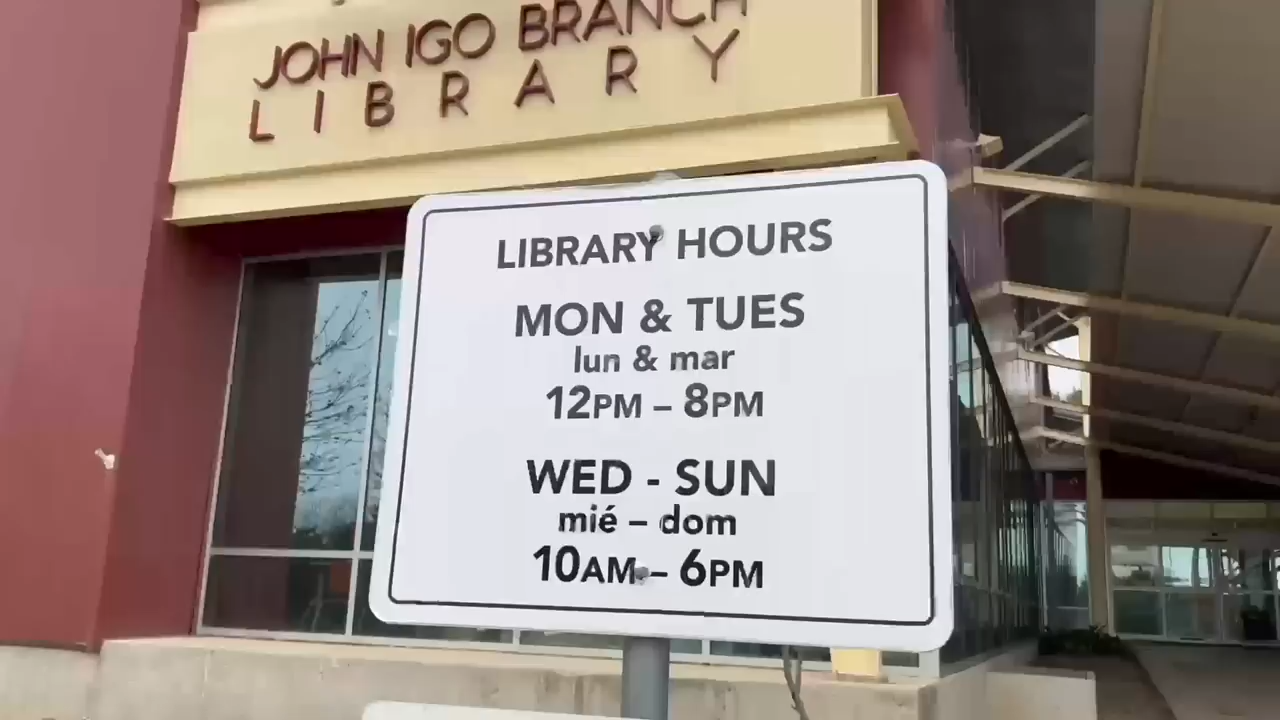 JOHN IGO BRANCH
LIBRARY
LIBRARY HOURS
MON & TUES
lun & mar
12PM – 8PM
WED - SUN
mié – dom
10AM – 6PM